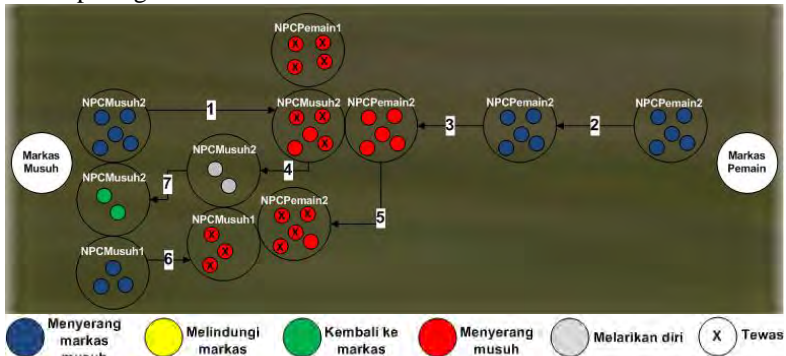 NPCPemain1
X X
X X
NPCMusuh2
1
NPCMusuh2
X X
X
NPCPemain2
3
NPCPemain2
2
NPCPemain2
Markas
Musuh
Markas
Pemain
NPCMusuh2
4
7
NPCMusuh2
NPCPemain2
X X
X
X
5
NPCMusuh1
X
X
X
NPCMusuh1
6
Menyerang
markas
musuh
Melindungi
markas
Kembali ke
markas
Menyerang
musuh
Melarikan diri
X
Tewas